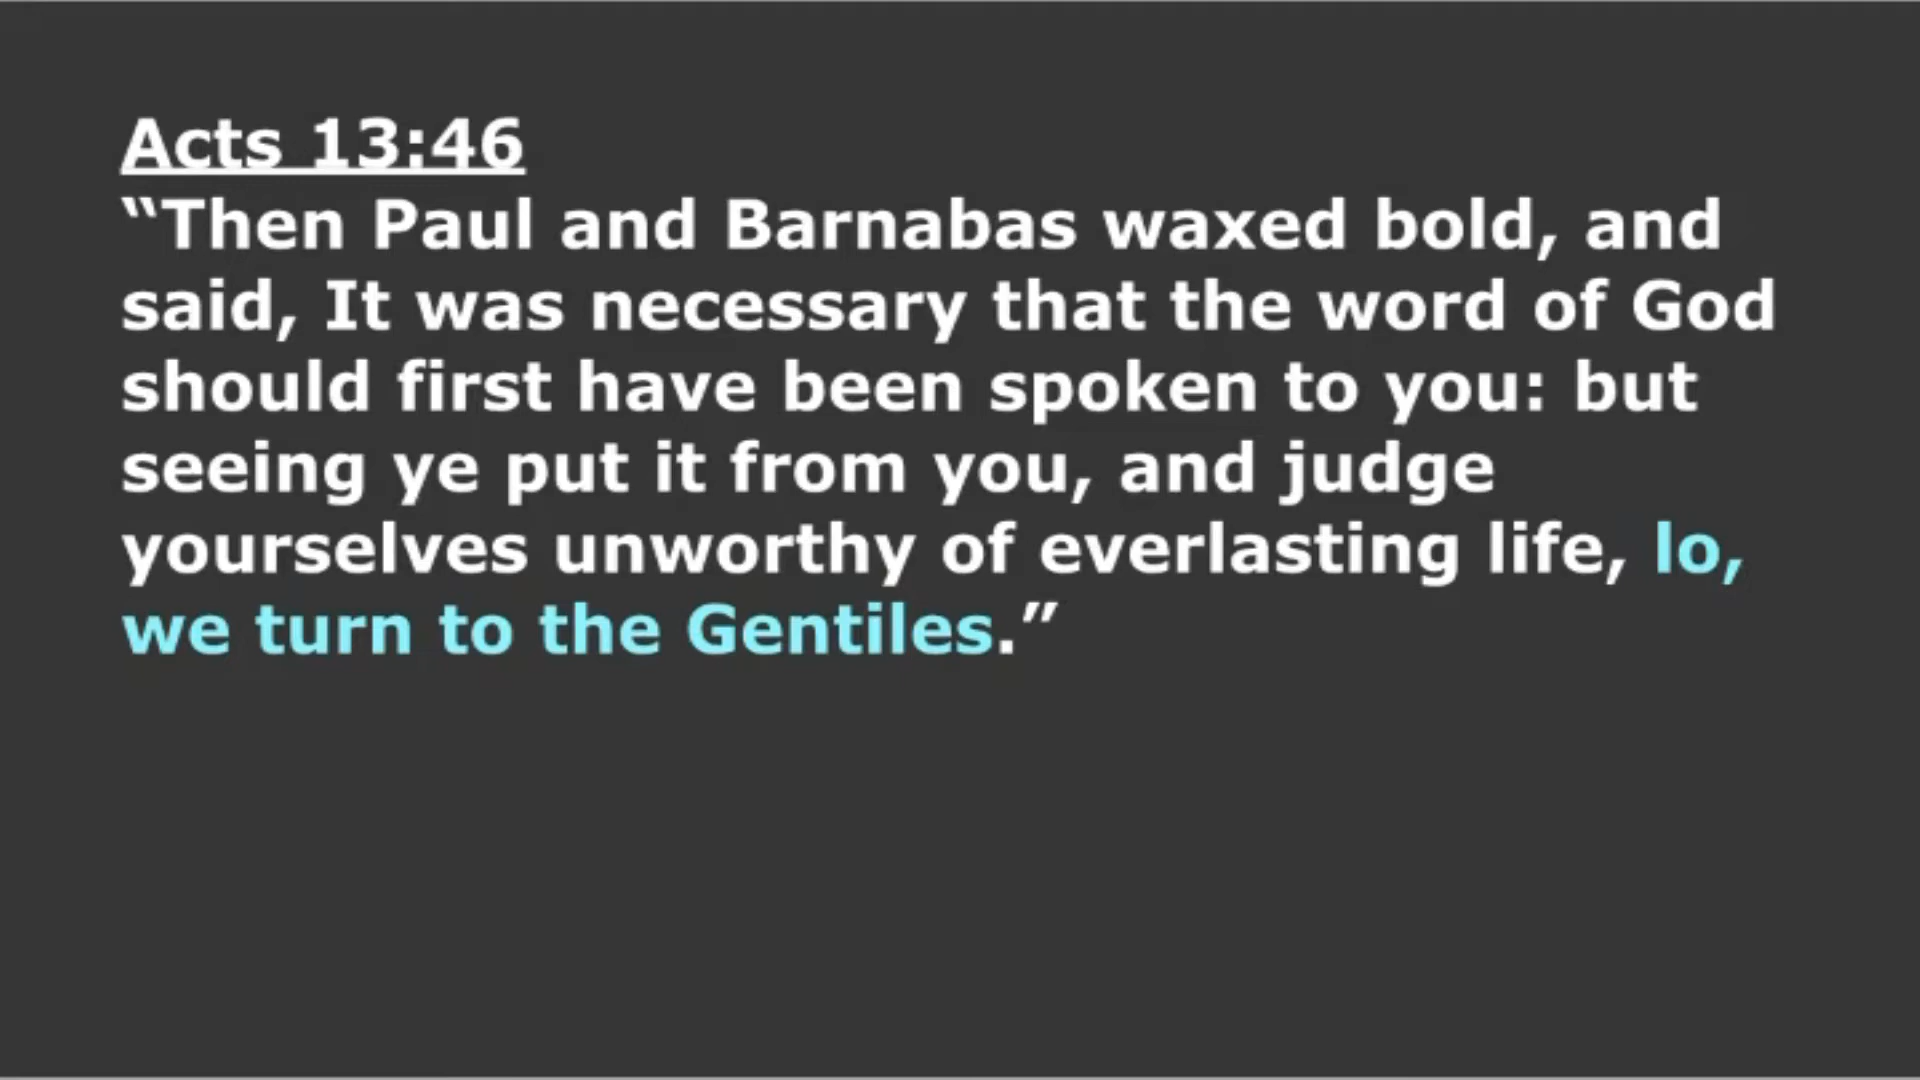 Acts 13:46
“Then Paul and Barnabas waxed bold, and
said, It was necessary that the word of God
should first have been spoken to you: but
seeing ye put it from you, and judge
yourselves unworthy of everlasting life, lo,
we turn to the Gentiles.”